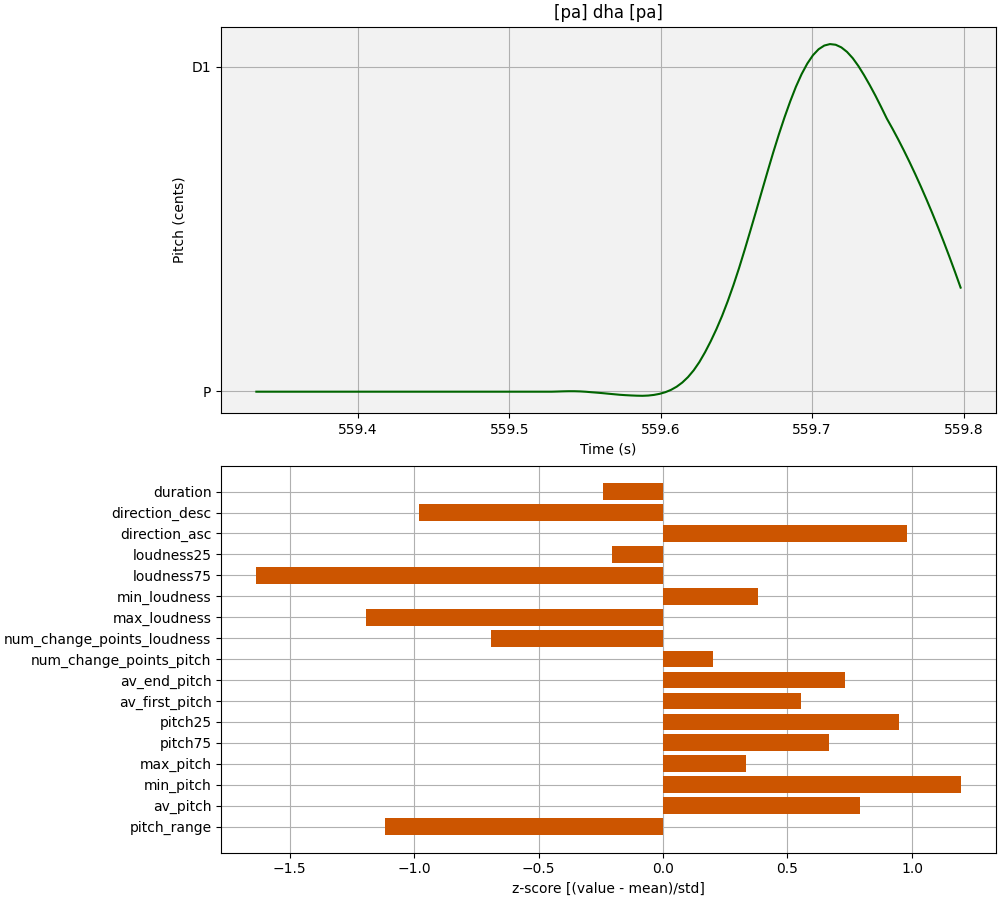 [pa] dha [pa]
D1
P
Pitch (cents)
559.4 559.5 559.6 559.7 559.8
Time (s)
duration
direction_desc
direction_asc
loudness25
loudness75
min_loudness
max_loudness
num_change_points_loudness
num_change_points_pitch
av_end_pitch
av_first_pitch
pitch25
pitch75
max_pitch
min_pitch
av_pitch
pitch_range
−1.5 −1.0 −0.5 0.0 0.5 1.0
z-score [(value - mean)/std]